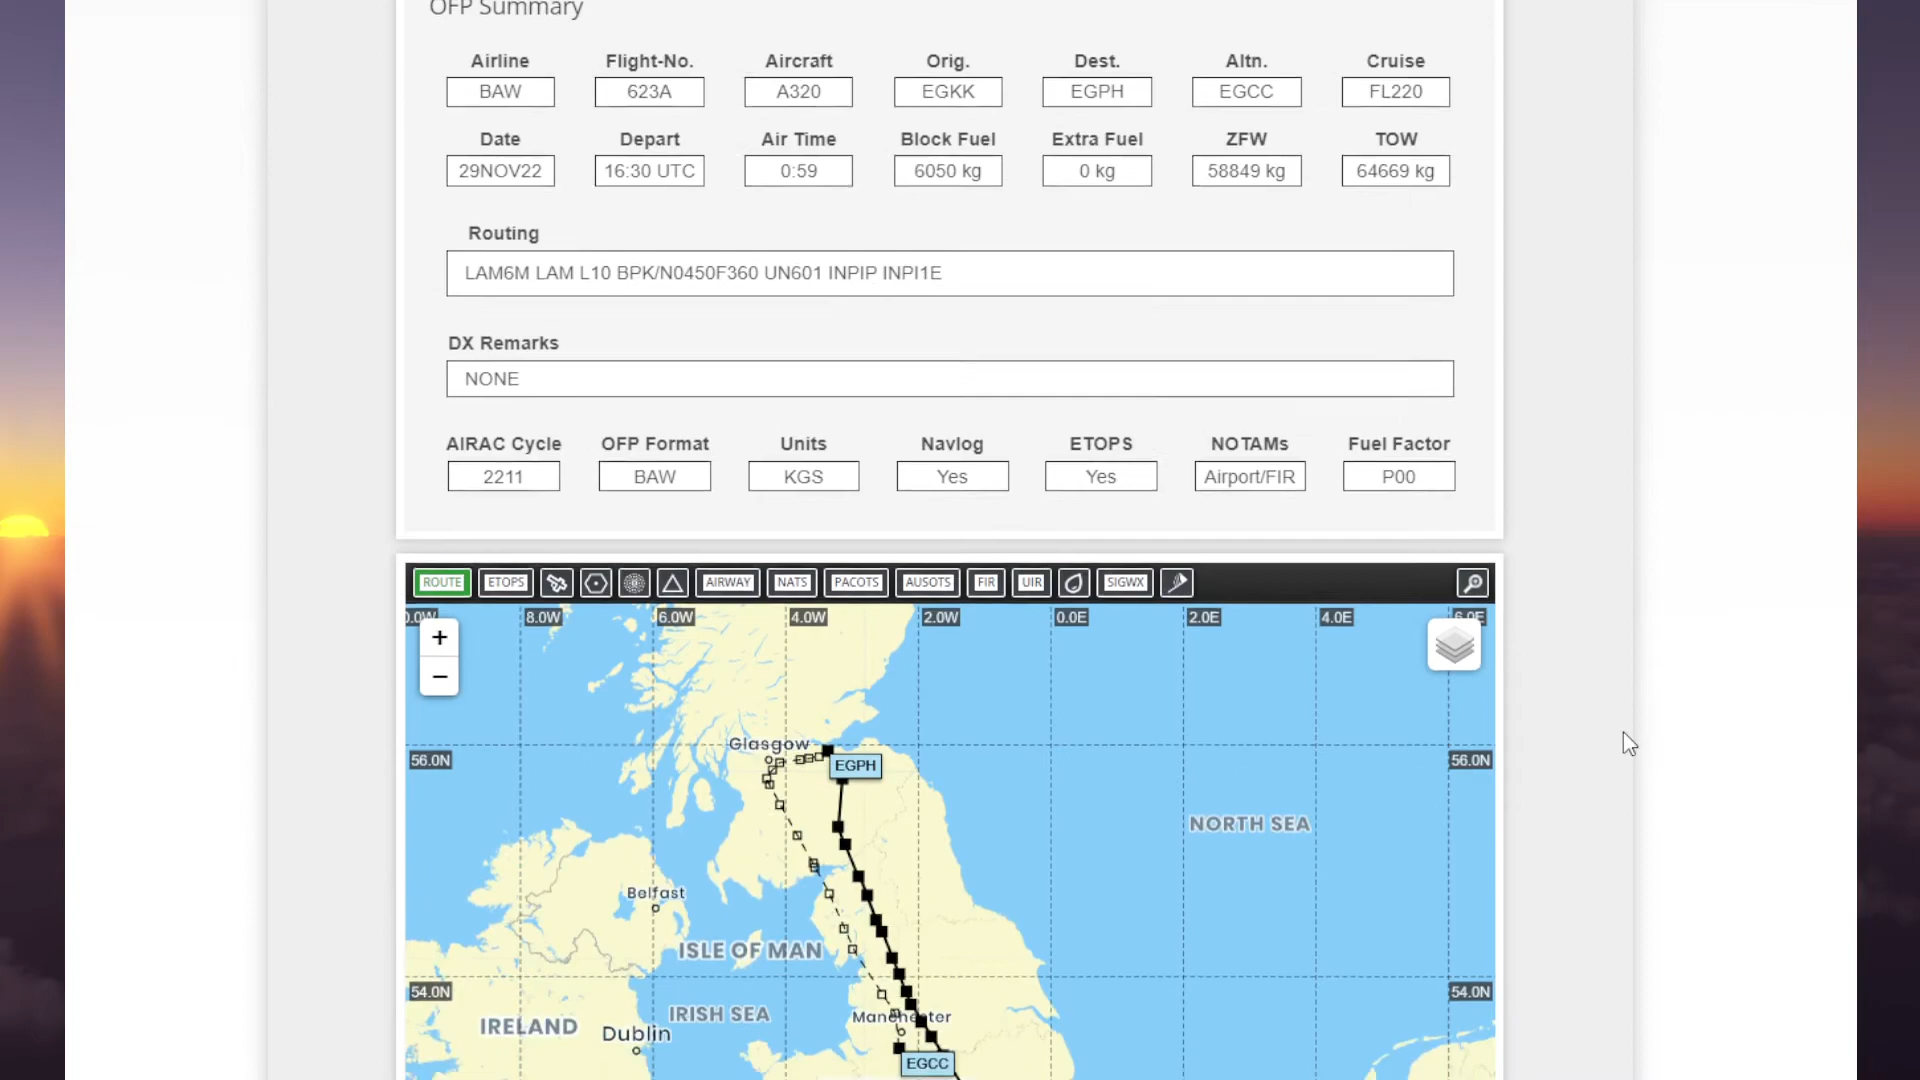 OFP Summary
Airline Flight-No. Aircraft Orig. Dest. Altn. Cruise
BAW 623A A320 EGKK EGPH EGCC FL220
Date Depart Air Time Block Fuel Extra Fuel ZFW TOW
29NOV22 16:30 UTC 0:59 6050 kg 0 kg 58849 kg 64669 kg
Routing
LAM6M LAM L10 BPK/N0450F360 UN601 INPIP INPI1E
DX Remarks
NONE
AIRAC Cycle OFP Format Units Navlog ETOPS NOTAMs Fuel Factor
2211 BAW KGS Yes Yes Airport/FIR P00
ROUTE ETOPS AIRWAY NATS PACOTS AUSOTS FIR UIR SIGWX
8.0W 6.0W 4.0W 2.0W 0.0E 2.0E 4.0E 6.0E
+
−
Glasgow
56.0N EGPH 56.0N
NORTH SEA
Belfast
ISLE OF MAN
54.0N 54.0N
IRISH SEA Manchester
IRELAND Dublin
EGCC